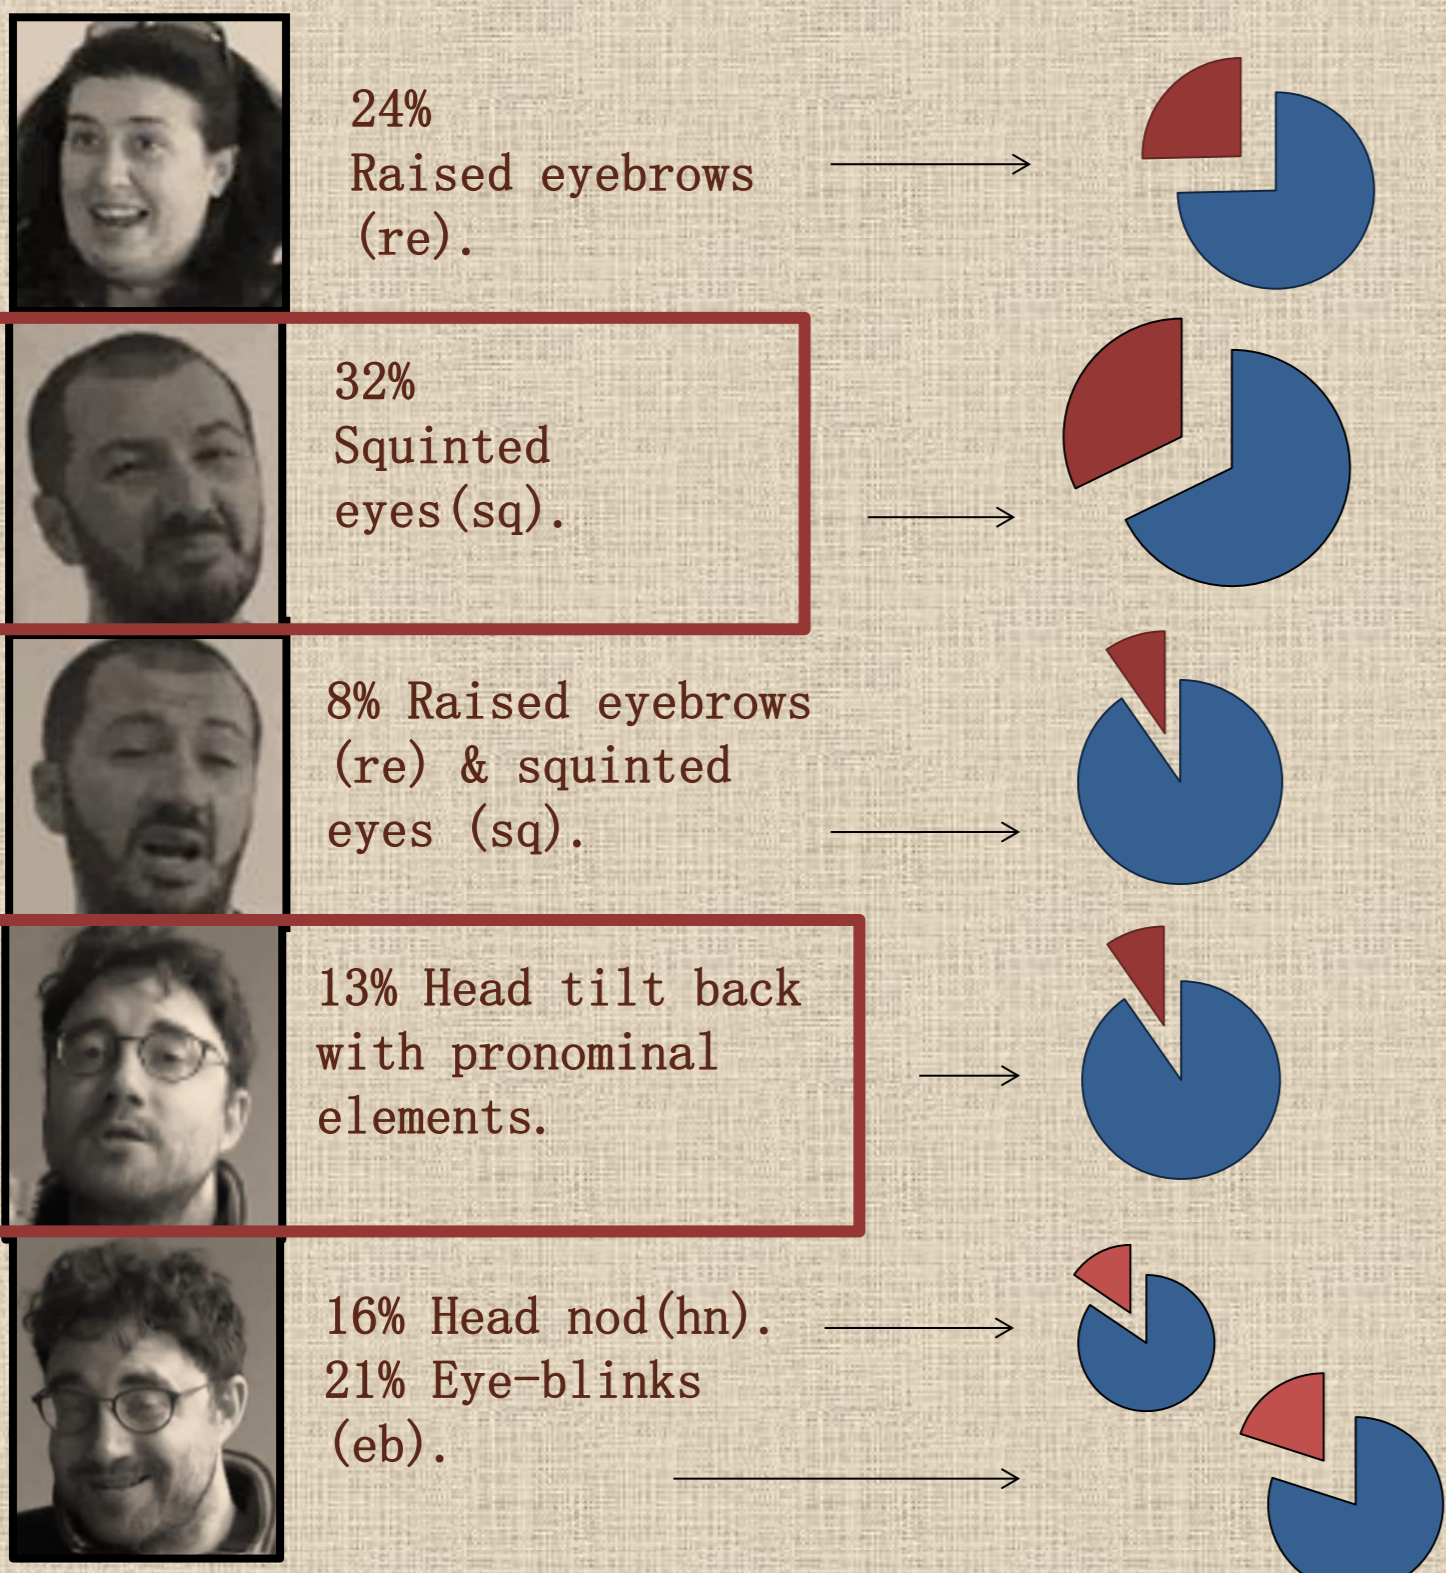 24%
Raised eyebrows
(re).
32%
Squinted
eyes(sq).
8% Raised eyebrows
(re) & squinted
eyes (sq).
13% Head tilt back
with pronominal
elements.
16% Head nod(hn).
21% Eye-blinks
(eb).